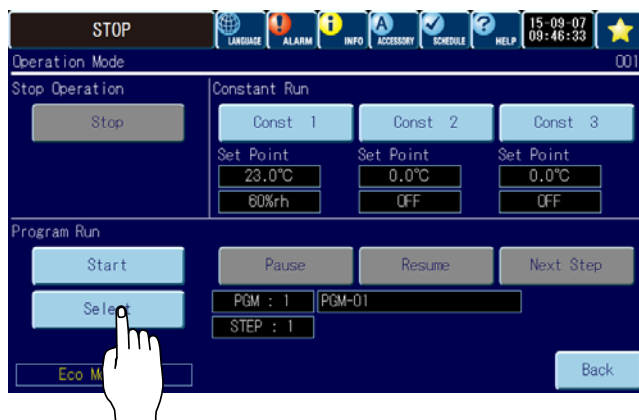 STOP
LANGUAGE ALARM INFO ACCESSORY SCHEDULE HELP 15-09-07
09:46:33
Operation Mode 001
Stop Operation Constant Run
Stop Const 1 Const 2 Const 3
Set Point Set Point Set Point
23.0℃ 0.0℃ 0.0℃
60%rh OFF OFF
Program Run
Start Pause Resume Next Step
Select PGM : 1 PGM-01
STEP : 1
Eco Back